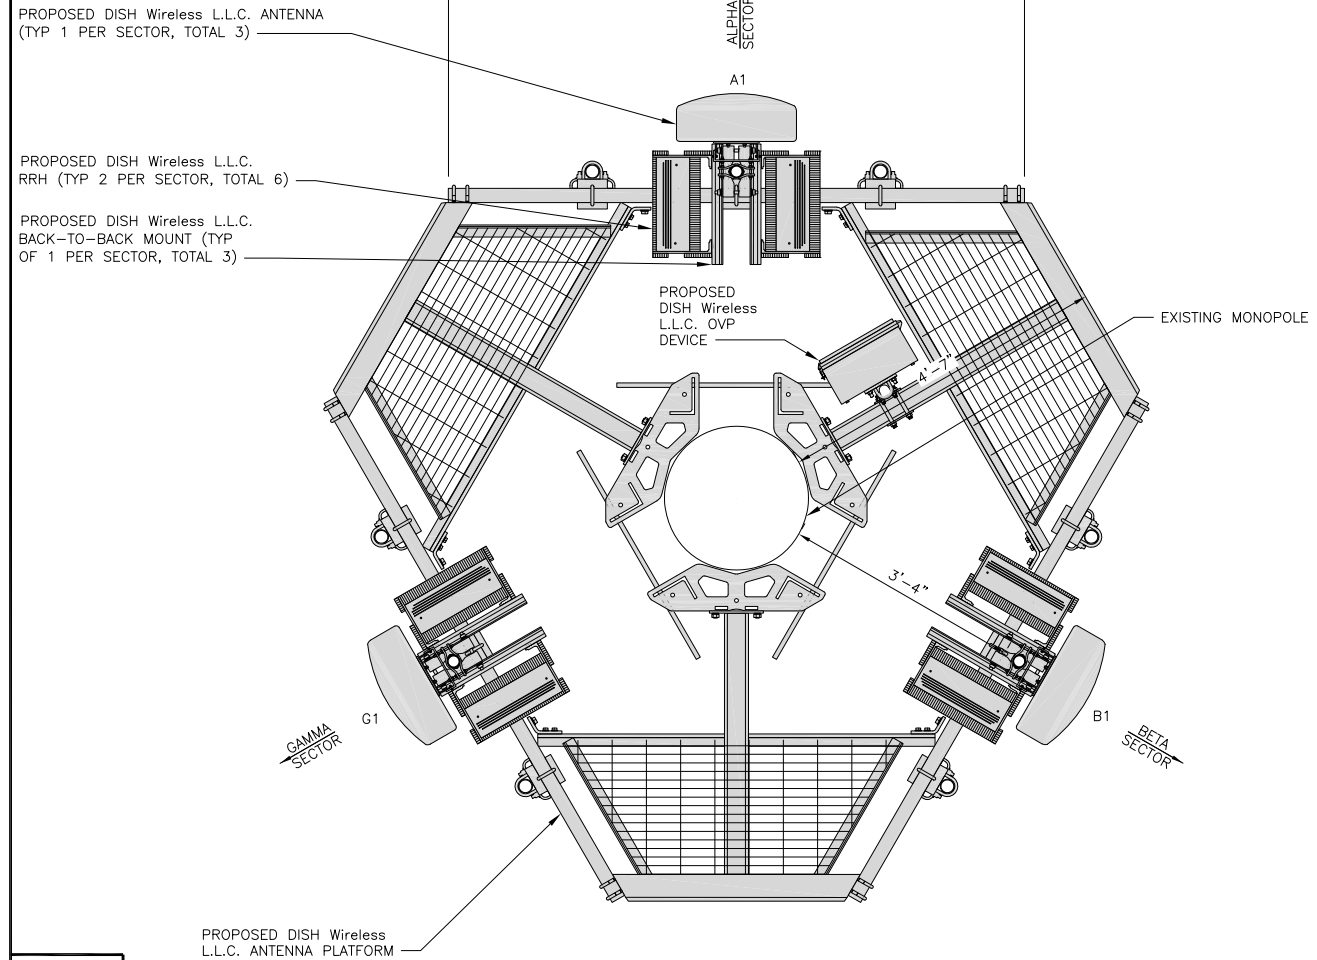 PROPOSED DISH Wireless L.L.C. ANTENNA
(TYP 1 PER SECTOR, TOTAL 3)
ALPHA
SECTOR
A1
PROPOSED DISH Wireless L.L.C.
RRH (TYP 2 PER SECTOR, TOTAL 6)
PROPOSED DISH Wireless L.L.C.
BACK-TO-BACK MOUNT (TYP
OF 1 PER SECTOR, TOTAL 3)
PROPOSED
DISH Wireless
L.L.C. OVP
DEVICE
EXISTING MONOPOLE
4'-7"
3'-4"
G1
GAMMA
SECTOR
B1
BETA
SECTOR
PROPOSED DISH Wireless
L.L.C. ANTENNA PLATFORM